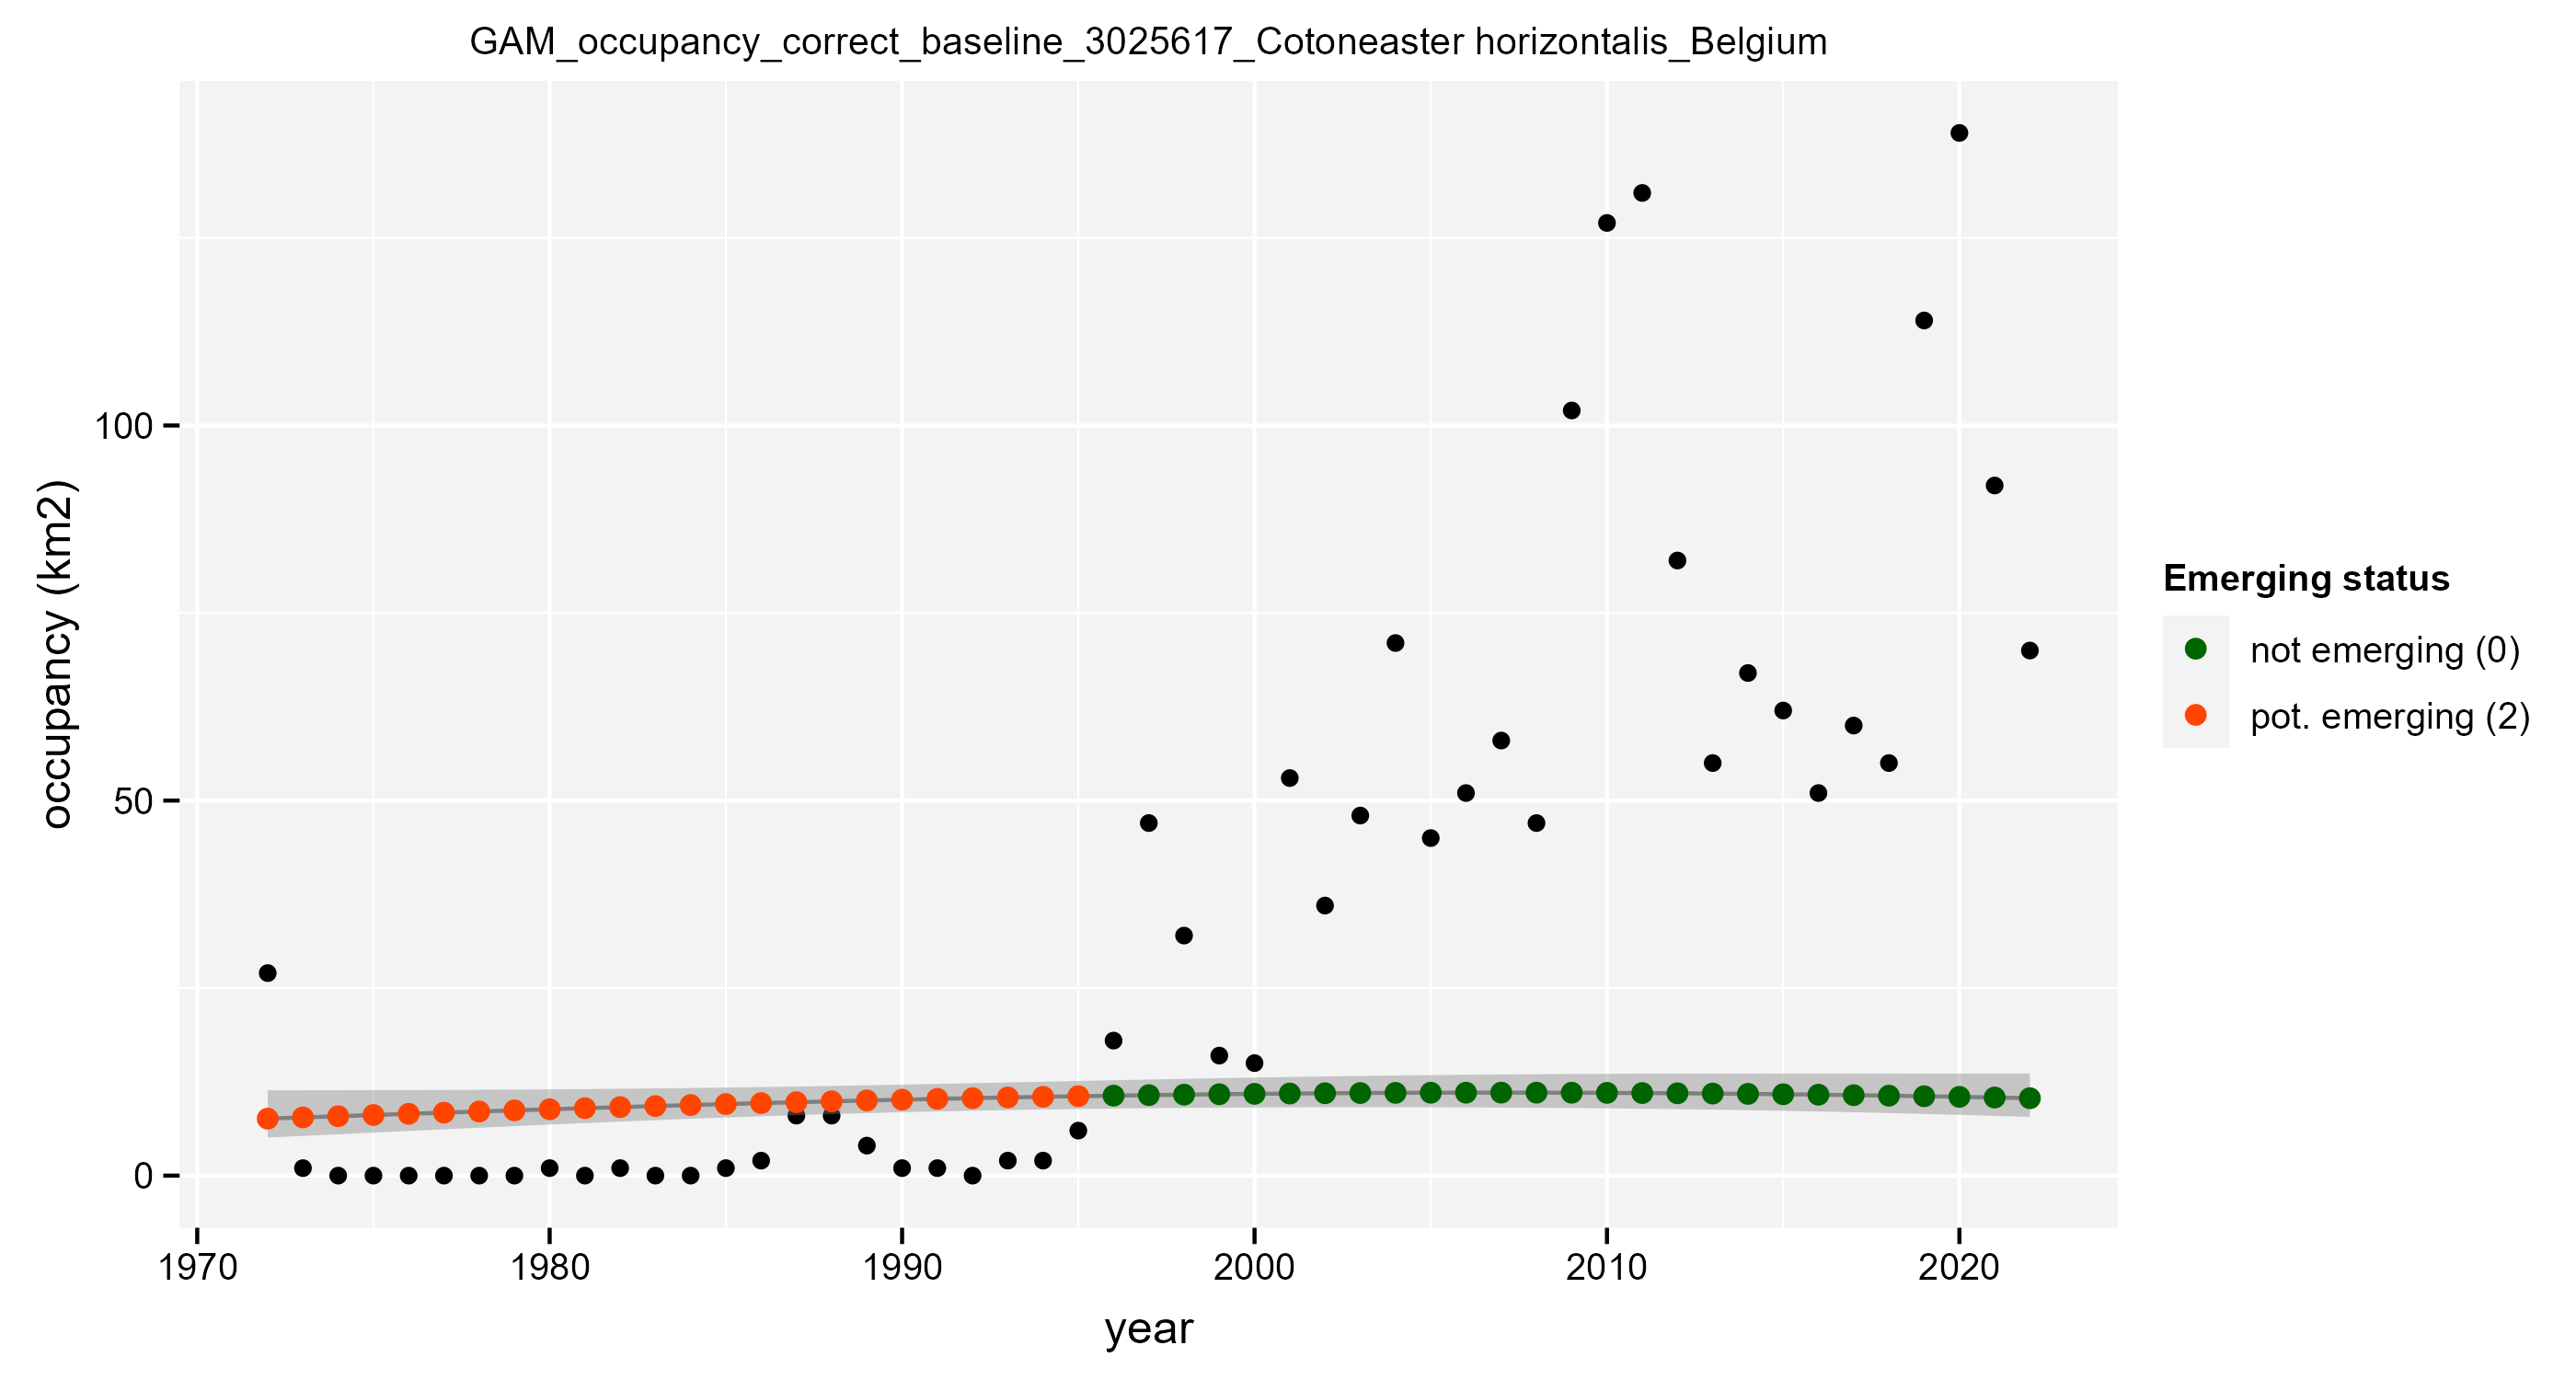 GAM_occupancy_correct_baseline_3025617_Cotoneaster horizontalis_Belgium
occupancy (km2)
100
50
0
1970
1980
1990
2000
2010
2020
year
Emerging status
not emerging (0)
pot. emerging (2)